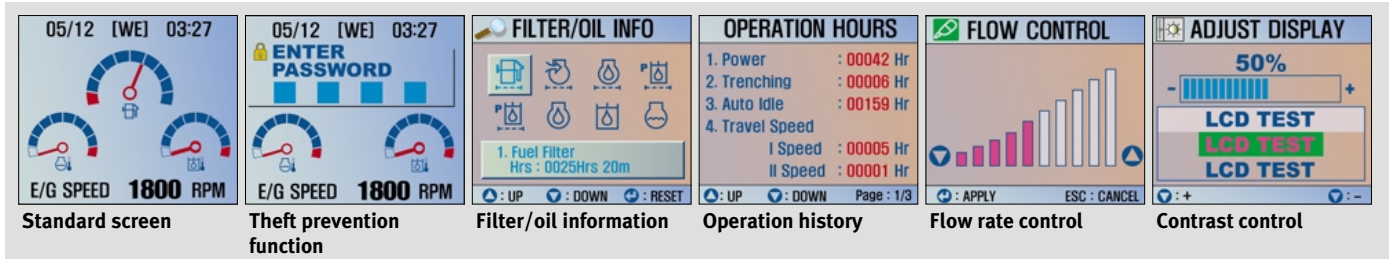 05/12 [WE] 03:27
E/G SPEED 1800 RPM
Standard screen
05/12 [WE] 03:27
ENTER
PASSWORD
E/G SPEED 1800 RPM
Theft prevention
function
FILTER/OIL INFO
P
P
1. Fuel Filter
Hrs : 0025Hrs 20m
: UP : DOWN : RESET
Filter/oil information
OPERATION HOURS
1. Power : 00042 Hr
2. Trenching : 00006 Hr
3. Auto Idle : 00159 Hr
4. Travel Speed
I Speed : 00005 Hr
II Speed : 00001 Hr
: UP : DOWN Page : 1/3
Operation history
FLOW CONTROL
: APPLY ESC : CANCEL
Flow rate control
ADJUST DISPLAY
50%
- +
LCD TEST
LCD TEST
LCD TEST
: + : -
Contrast control